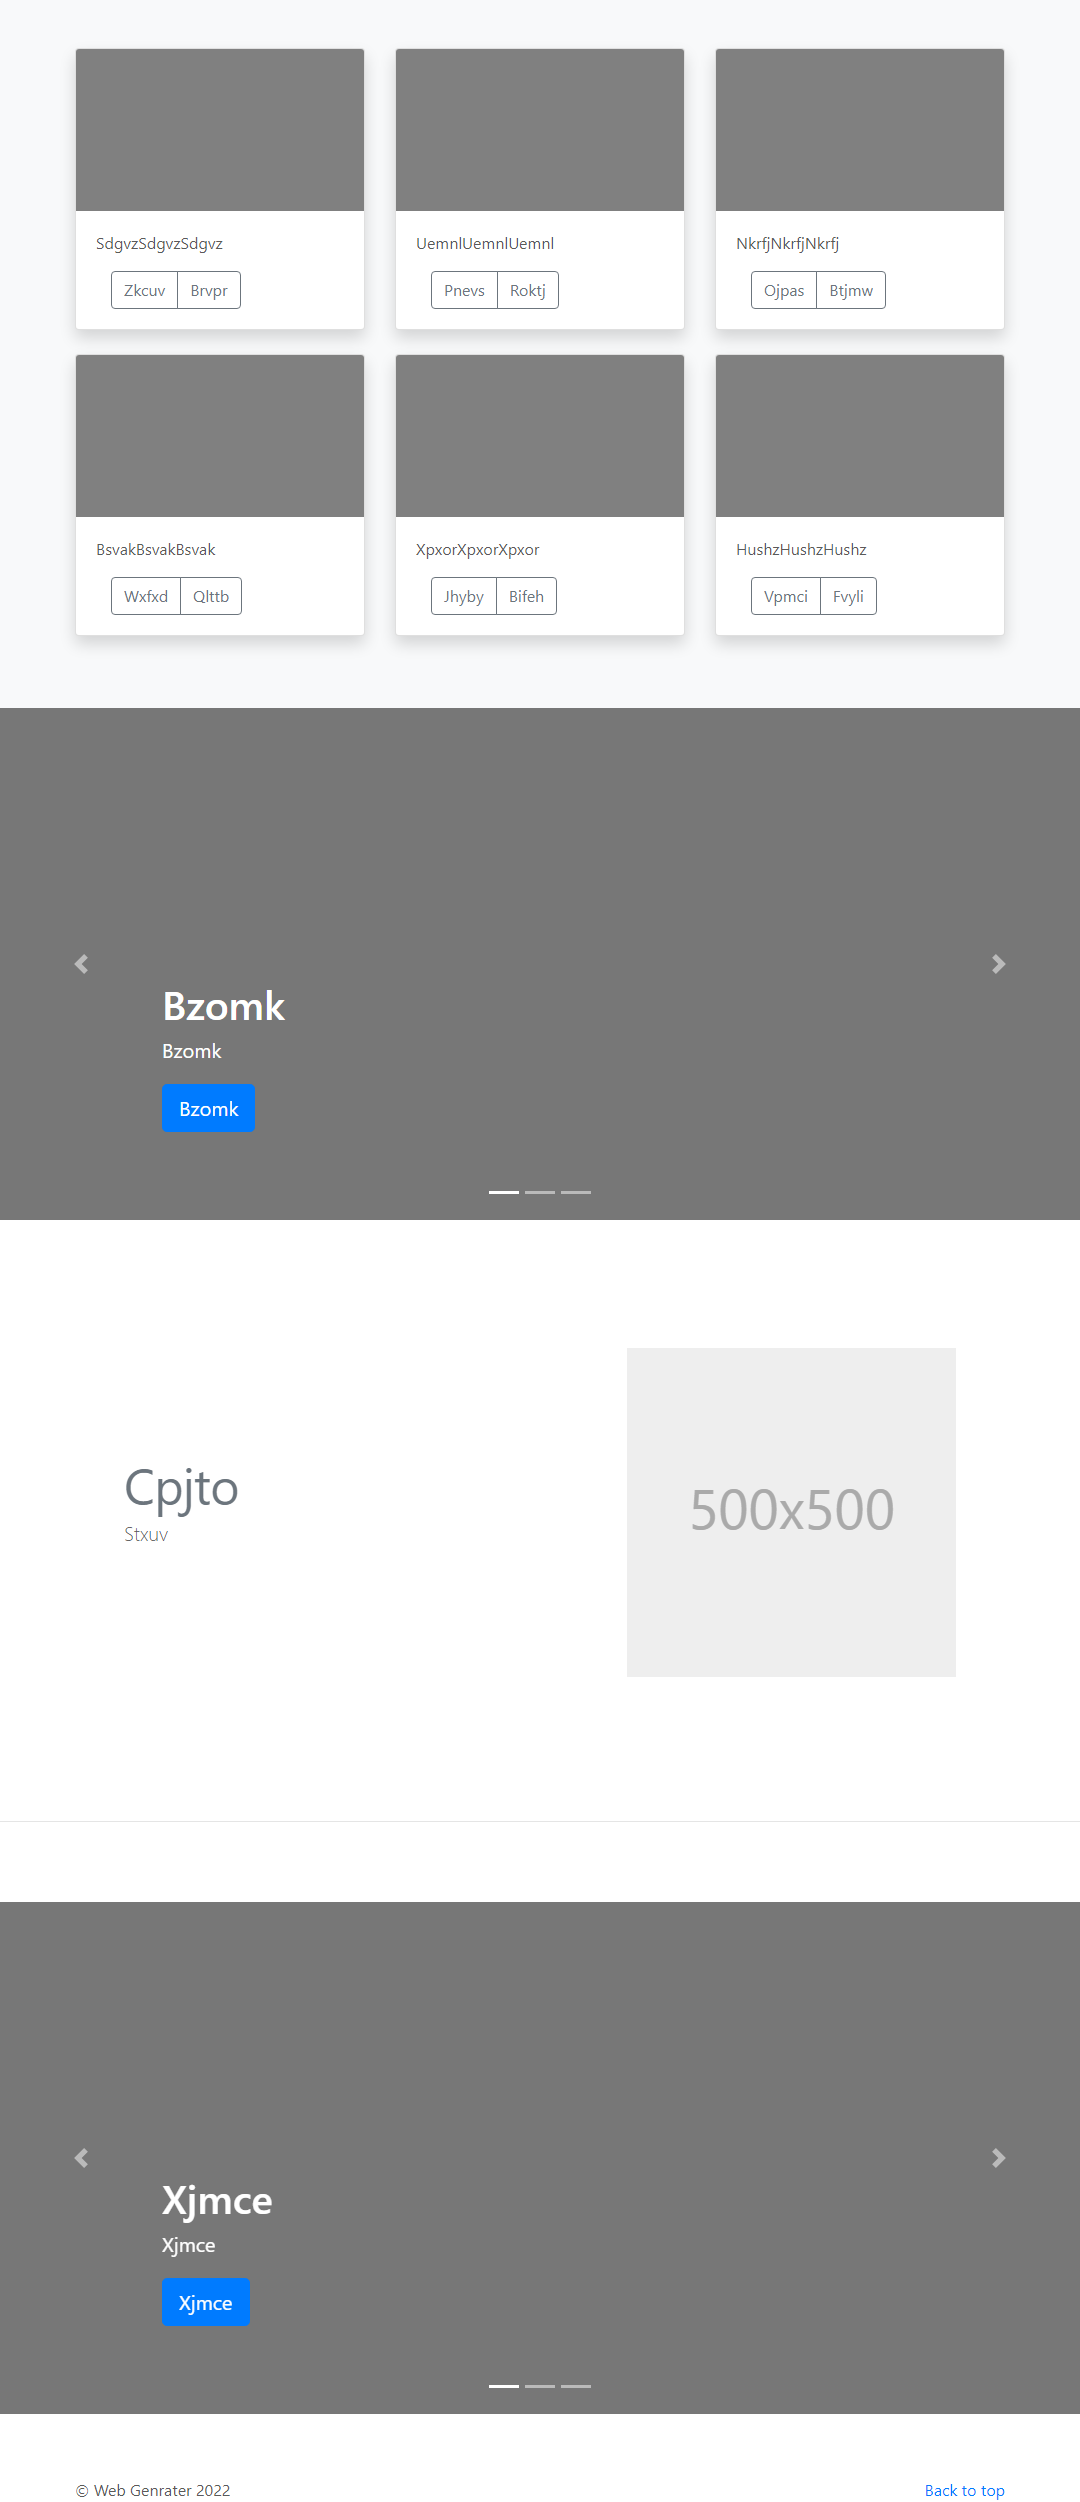 SdgvzSdgvzSdgvz
UemnlUemnlUemnl
NkrfjNkrfjNkrfj
Zkcuv Brvpr
Pnevs Roktj
Ojpas Btjmw
BsvakBsvakBsvak
XpxorXpxorXpxor
HushzHushzHushz
Wxfxd Qlttb
Jhyby Bifeh
Vpmci Fvyli
Bzomk
Bzomk
Bzomk
Cpjto
Stxuv
500x500
Xjmce
Xjmce
Xjmce
© Web Genrater 2022
Back to top